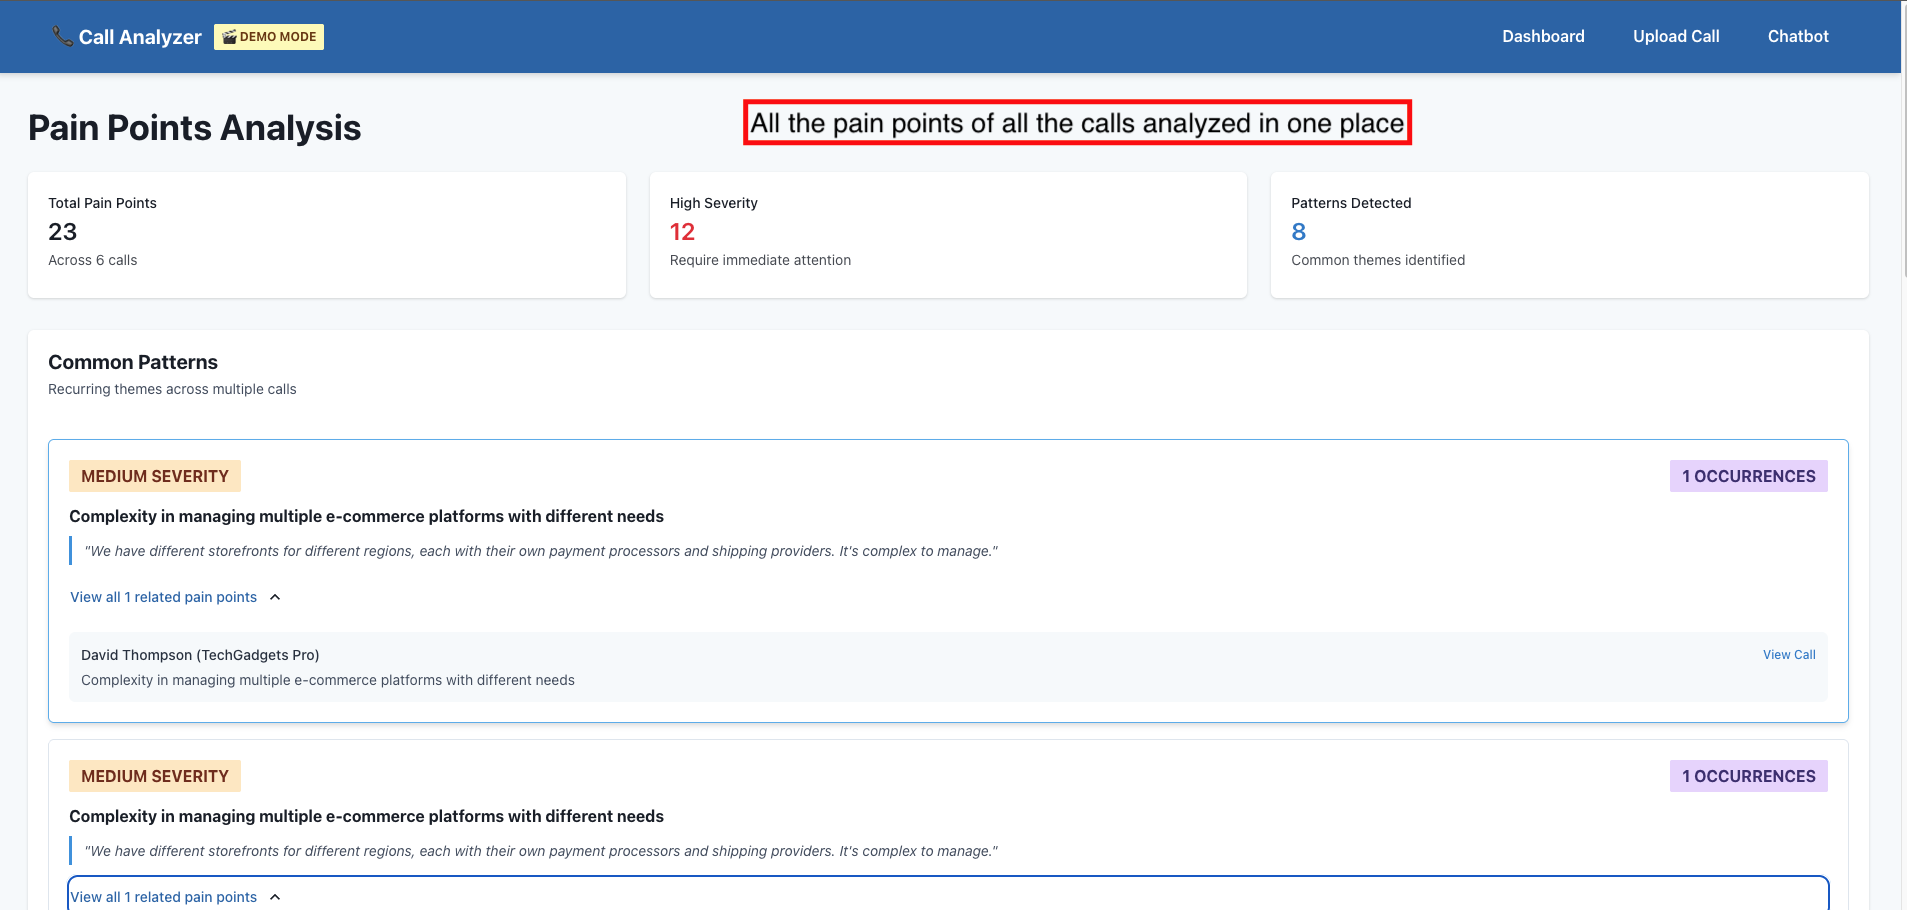 Call Analyzer DEMO MODE Dashboard Upload Call Chatbot
Pain Points Analysis
All the pain points of all the calls analyzed in one place
Total Pain Points
23
Across 6 calls
High Severity
12
Require immediate attention
Patterns Detected
8
Common themes identified
Common Patterns
Recurring themes across multiple calls
MEDIUM SEVERITY 1 OCCURRENCES
Complexity in managing multiple e-commerce platforms with different needs
"We have different storefronts for different regions, each with their own payment processors and shipping providers. It's complex to manage."
View all 1 related pain points
David Thompson (TechGadgets Pro) View Call
Complexity in managing multiple e-commerce platforms with different needs
MEDIUM SEVERITY 1 OCCURRENCES
Complexity in managing multiple e-commerce platforms with different needs
"We have different storefronts for different regions, each with their own payment processors and shipping providers. It's complex to manage."
View all 1 related pain points